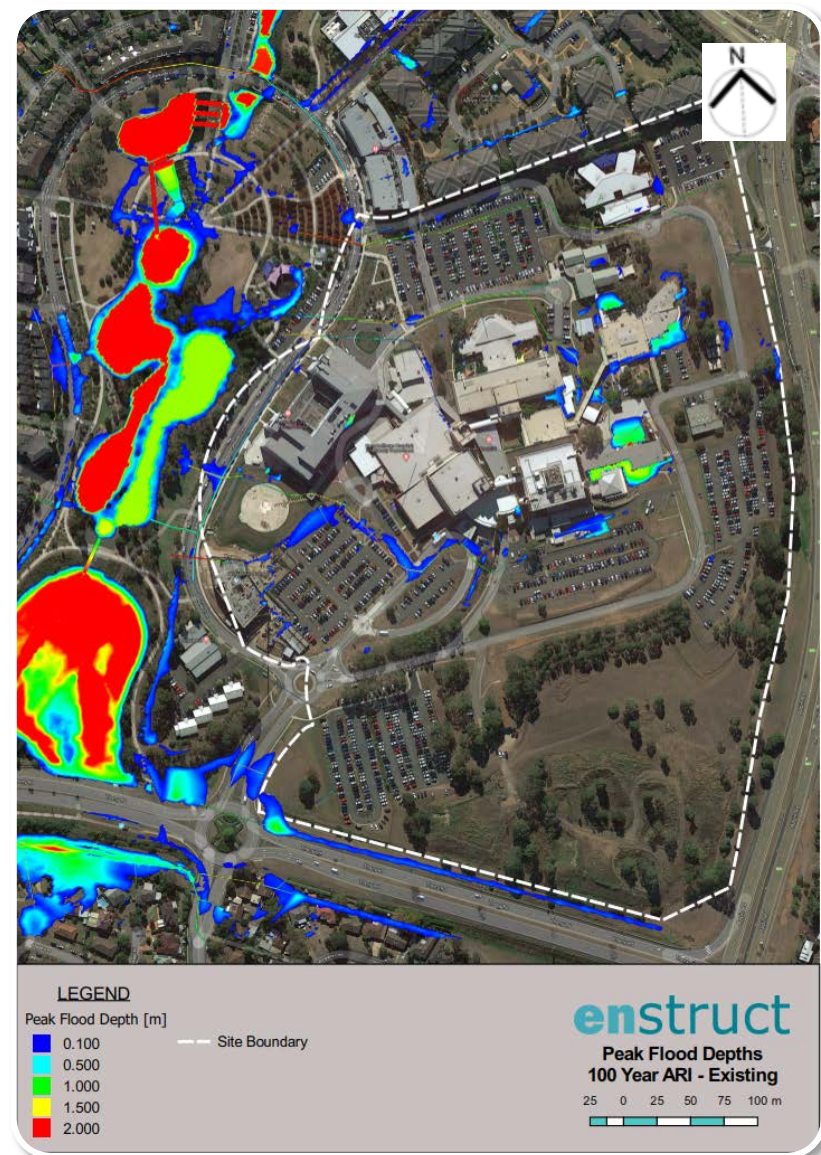 N
LEGEND
Peak Flood Depth [m]
0.100
0.500
1.000
1.500
2.000
Site Boundary
enstruct
Peak Flood Depths
100 Year ARI - Existing
25 0 25 50 75 100 m